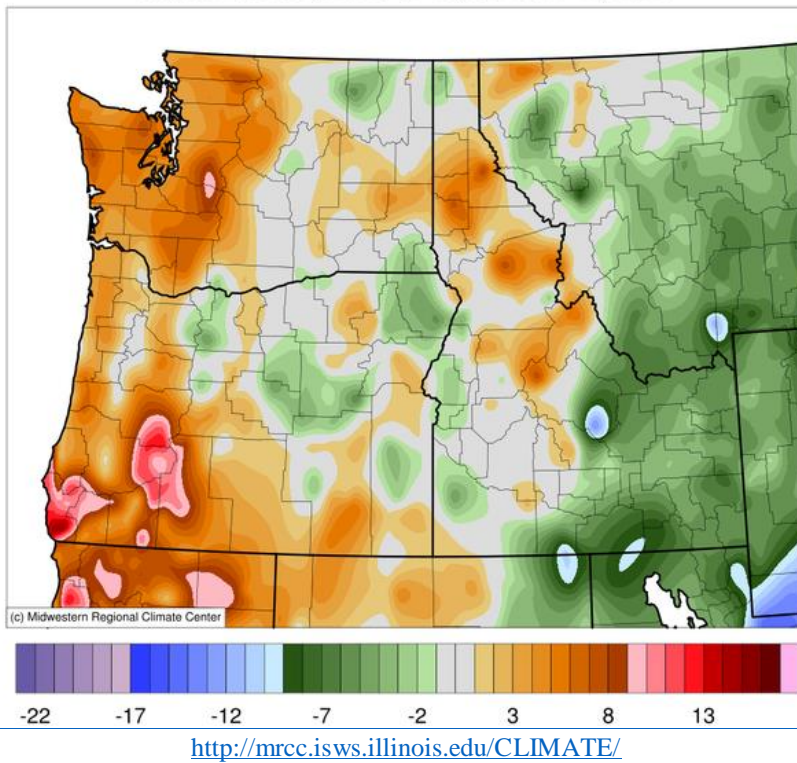 (c) Midwestern Regional Climate Center
-22 -17 -12 -7 -2 3 8 13
http://mrcc.isws.illinois.edu/CLIMATE/